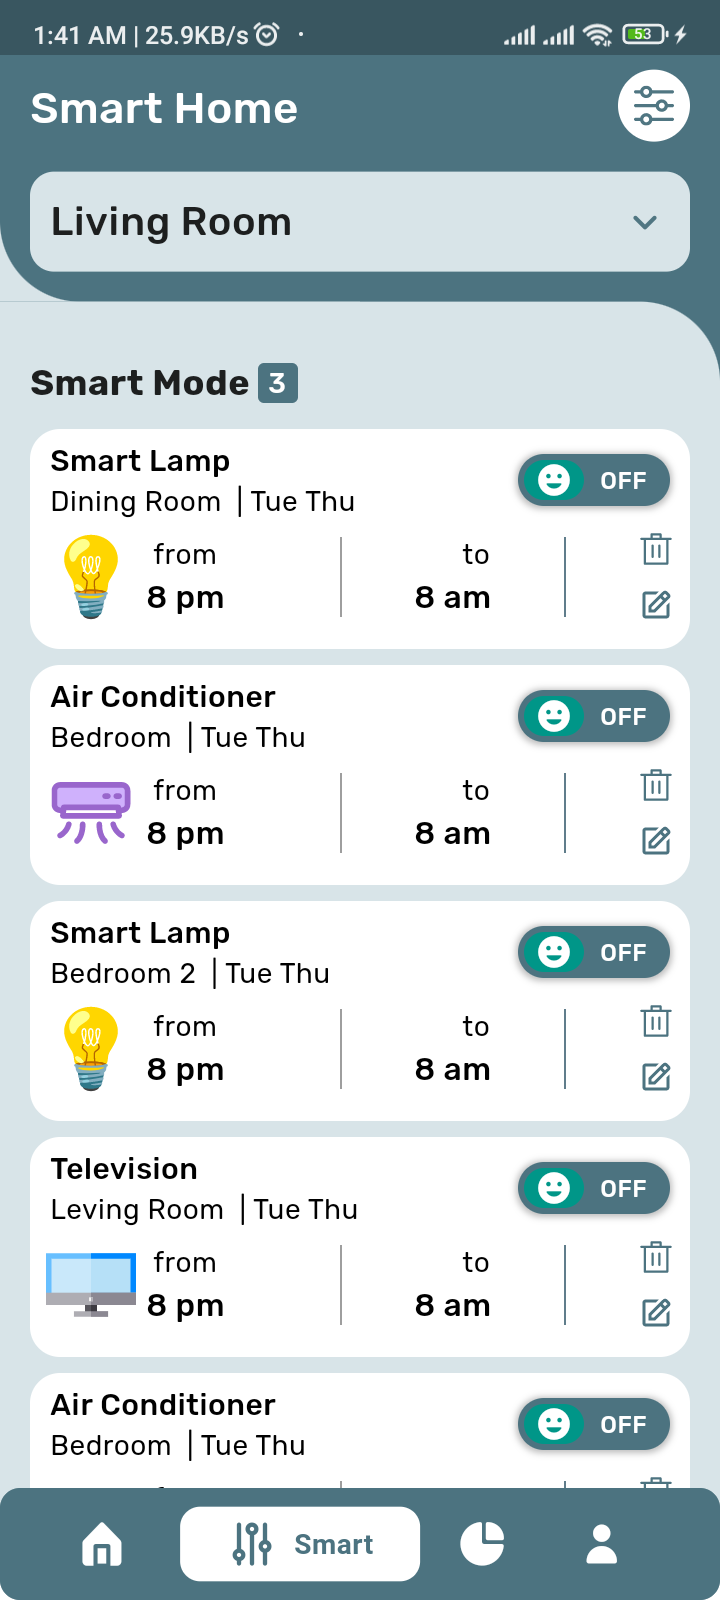 1:41 AM | 25.9KB/s
53
Smart Home
Living Room
Smart Mode 3
Smart Lamp
OFF
Dining Room | Tue Thu
from to
8 pm 8 am
Air Conditioner
OFF
Bedroom | Tue Thu
from to
8 pm 8 am
Smart Lamp
OFF
Bedroom 2 | Tue Thu
from to
8 pm 8 am
Television
OFF
Leving Room | Tue Thu
from to
8 pm 8 am
Air Conditioner
OFF
Bedroom | Tue Thu
Smart